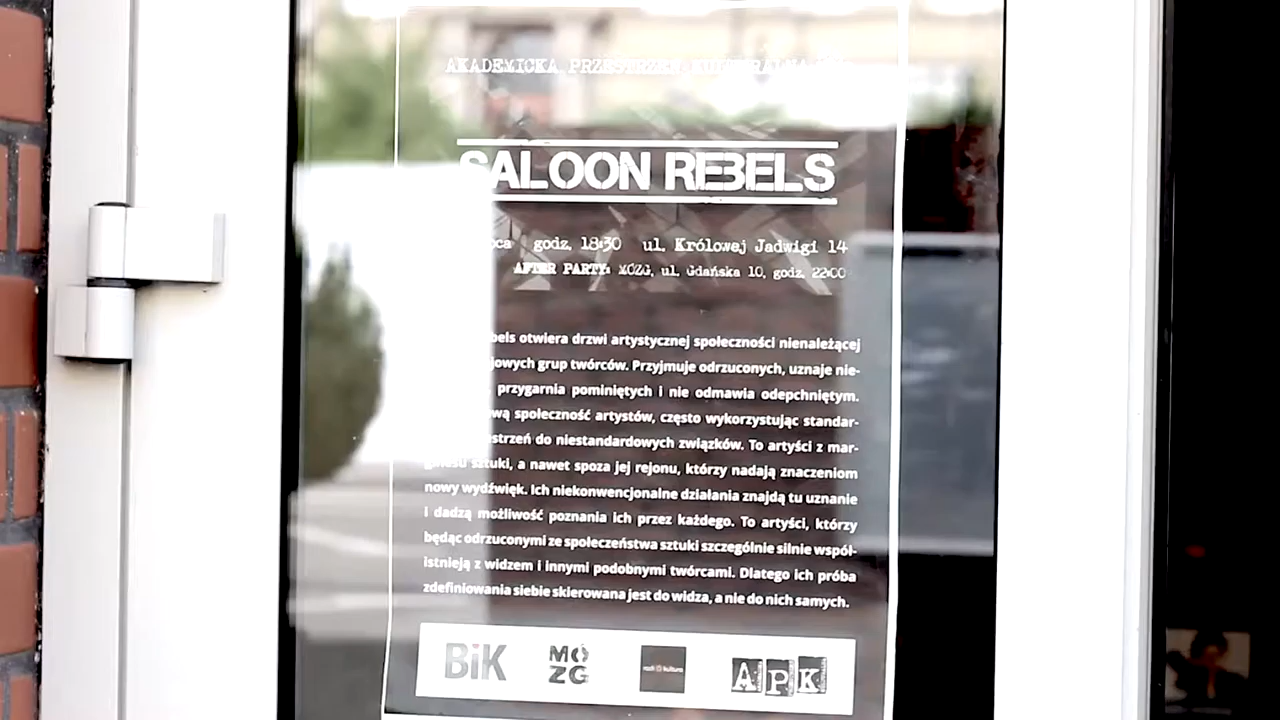 AKADEMICKA PRZESTRZEŃ KULTURALNA
SALOON REBELS
godz. 18:30 ul. Królowej Jadwigi 14
AFTER PARTY: MÓZG, ul. Gdańska 10, godz. 22:00
otwiera drzwi artystycznej społeczności nienależącej
grup twórców. Przyjmuje odrzuconych, uznaje nie-
przygarnia pominiętych i nie odmawia odepchniętym.
społeczność artystów, często wykorzystując standar-
do niestandardowych związków. To artyści z mar-
ginesu sztuki, a nawet spoza jej rejonu, którzy nadają znaczeniom
nowy wydźwięk. Ich niekonwencjonalne działania znajdą tu uznanie
i dadzą możliwość poznania ich przez każdego. To artyści, którzy
będąc odrzuconymi ze społeczeństwa sztuki szczególnie silnie współ-
istnieją z widzem i innymi podobnymi twórcami. Dlatego ich próba
zdefiniowania siebie skierowana jest do widza, a nie do nich samych.
BiK MÓZG APK